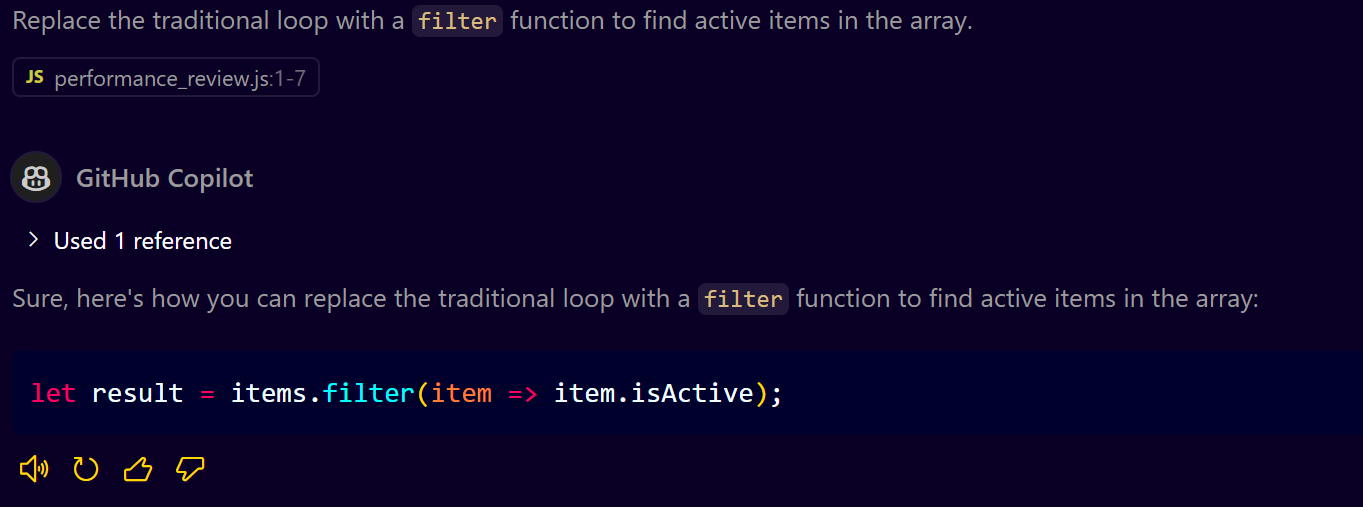 Replace the traditional loop with a filter function to find active items in the array.
JS performance_review.js:1-7
GitHub Copilot
Used 1 reference
Sure, here's how you can replace the traditional loop with a filter function to find active items in the array:
let result = items.filter(item => item.isActive);